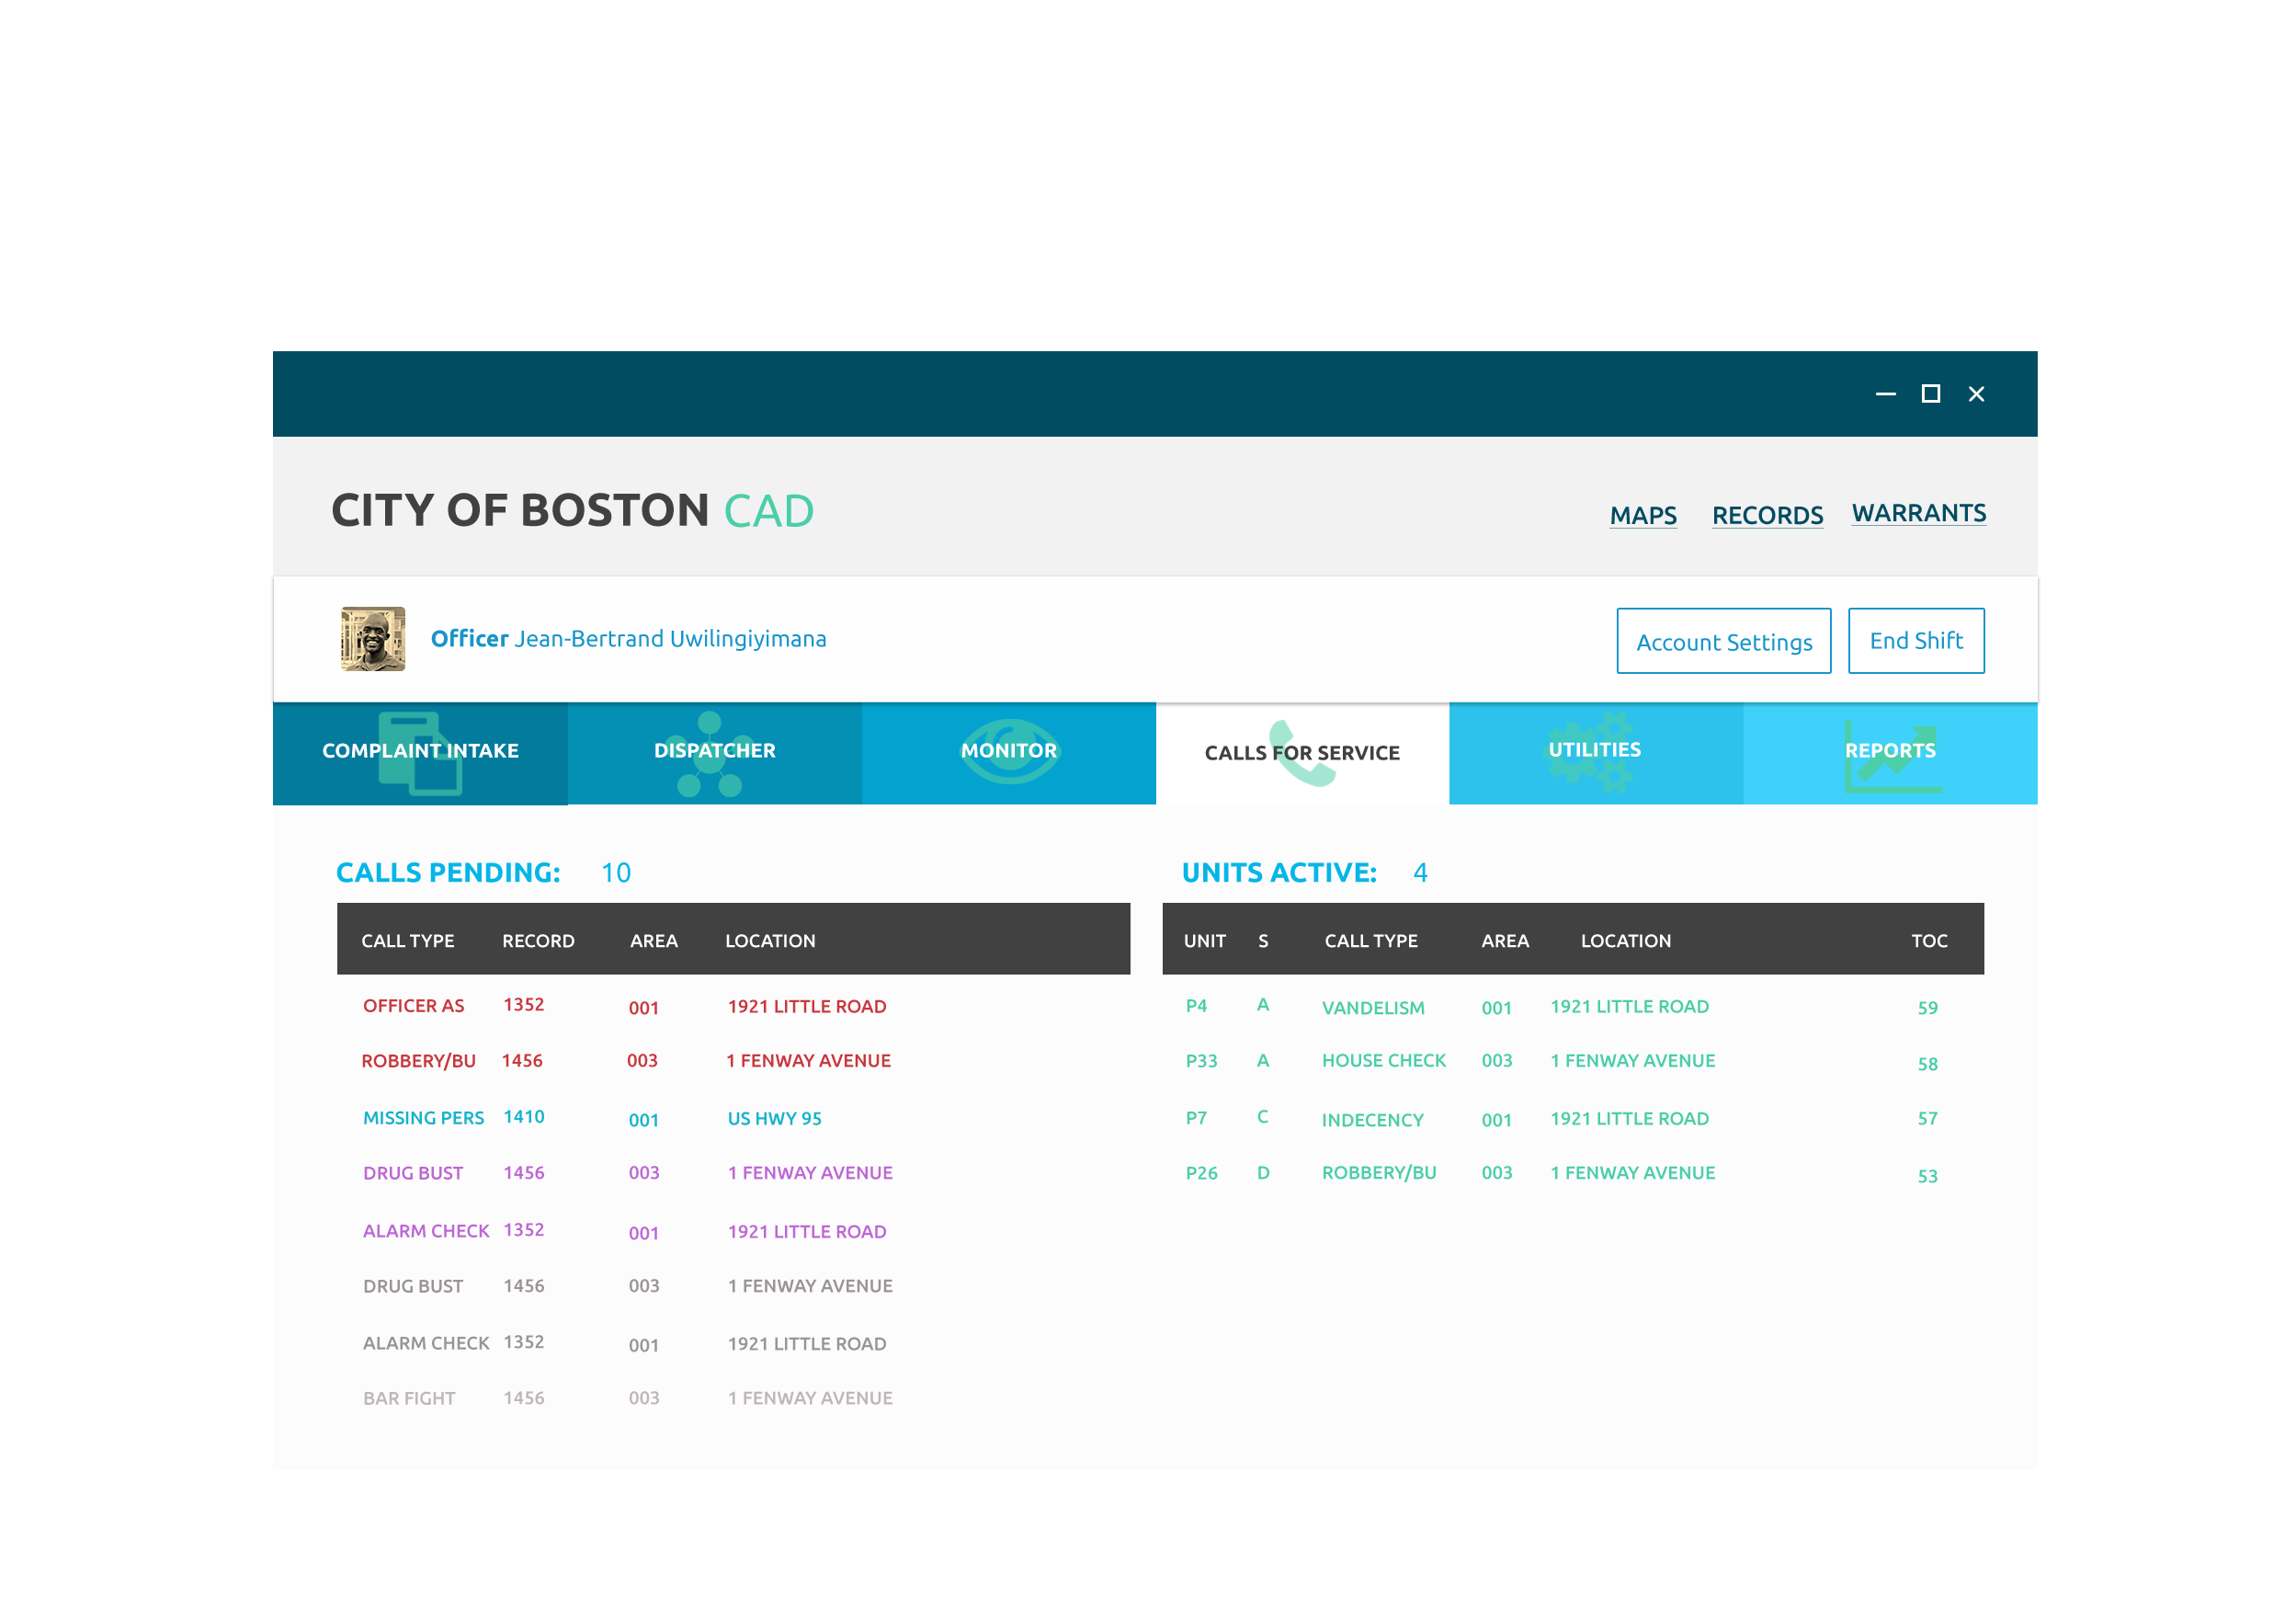 CITY OF BOSTON CAD
MAPS RECORDS WARRANTS
Officer Jean-Bertrand Uwilingiyimana
Account Settings End Shift
COMPLAINT INTAKE DISPATCHER MONITOR CALLS FOR SERVICE UTILITIES REPORTS
CALLS PENDING: 10
CALL TYPE RECORD AREA LOCATION
OFFICER AS 1352 001 1921 LITTLE ROAD
ROBBERY/BU 1456 003 1 FENWAY AVENUE
MISSING PERS 1410 001 US HWY 95
DRUG BUST 1456 003 1 FENWAY AVENUE
ALARM CHECK 1352 001 1921 LITTLE ROAD
DRUG BUST 1456 003 1 FENWAY AVENUE
ALARM CHECK 1352 001 1921 LITTLE ROAD
BAR FIGHT 1456 003 1 FENWAY AVENUE
UNITS ACTIVE: 4
UNIT S CALL TYPE AREA LOCATION TOC
P4 A VANDELISM 001 1921 LITTLE ROAD 59
P33 A HOUSE CHECK 003 1 FENWAY AVENUE 58
P7 C INDECENCY 001 1921 LITTLE ROAD 57
P26 D ROBBERY/BU 003 1 FENWAY AVENUE 53